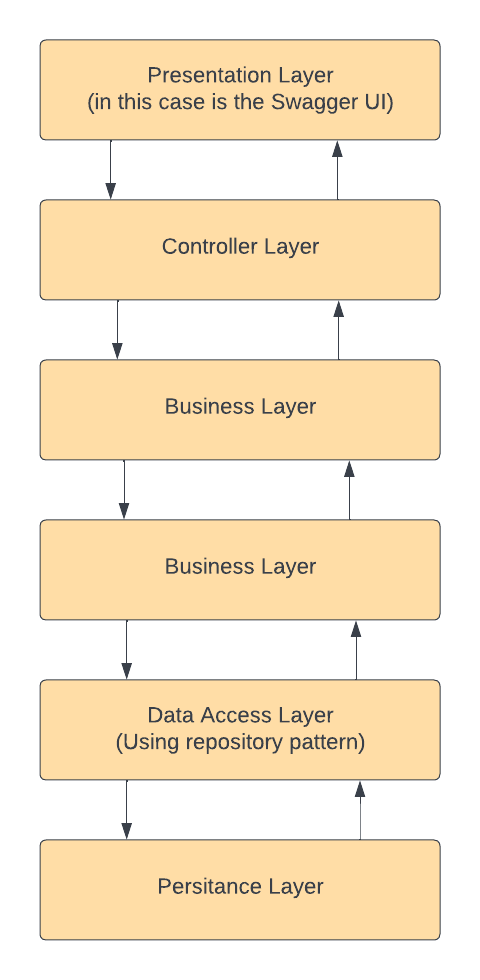 Presentation Layer
(in this case is the Swagger UI)
Controller Layer
Business Layer
Business Layer
Data Access Layer
(Using repository pattern)
Persitance Layer